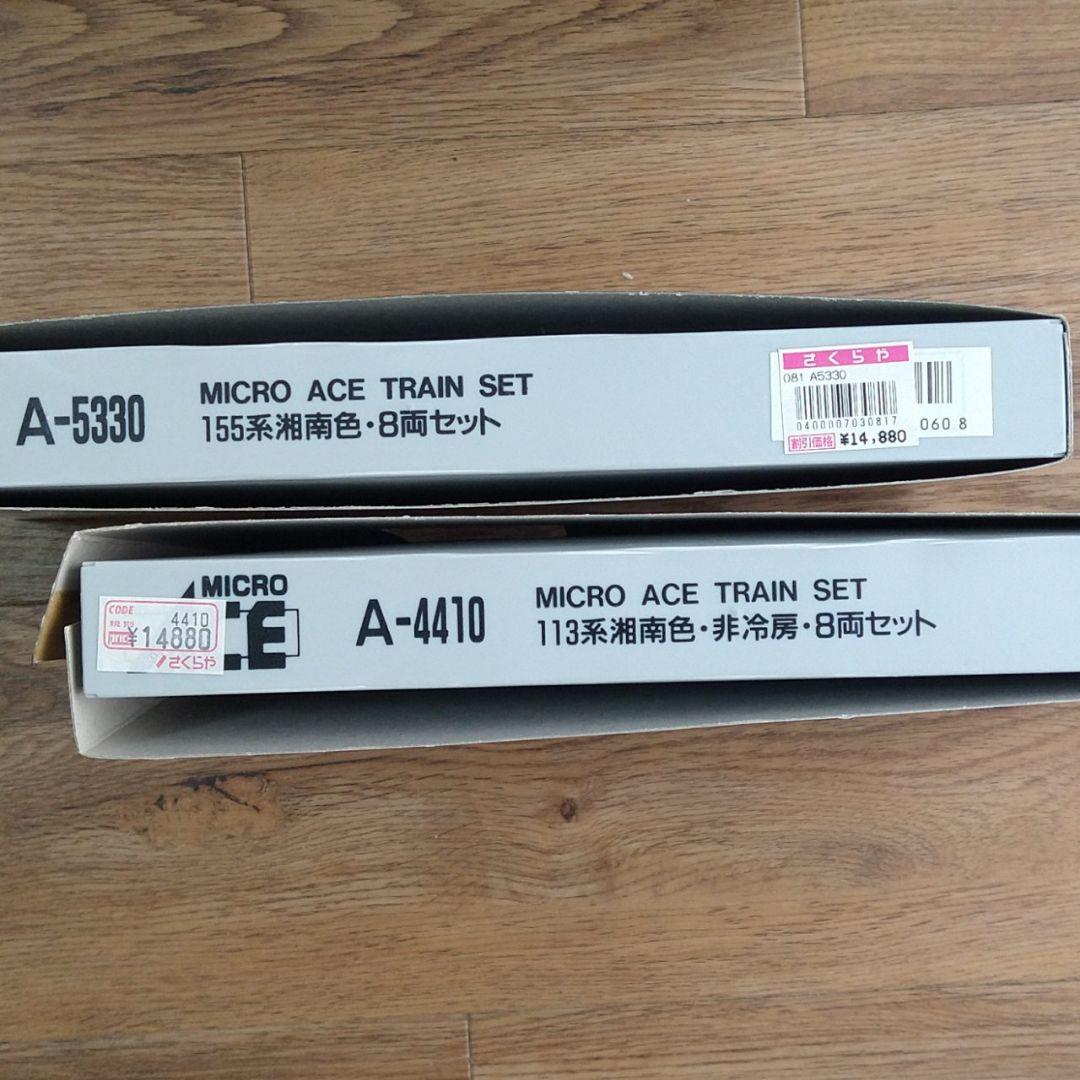 A-5330
MICRO ACE TRAIN SET
155系湘南色・8両セット
さくらや
081 A5330
0400007030817
割引価格 ¥14,880
060 8
MICRO
CE
CODE
4410
¥14880
さくらや
A-4410
MICRO ACE TRAIN SET
113系湘南色・非冷房・8両セット